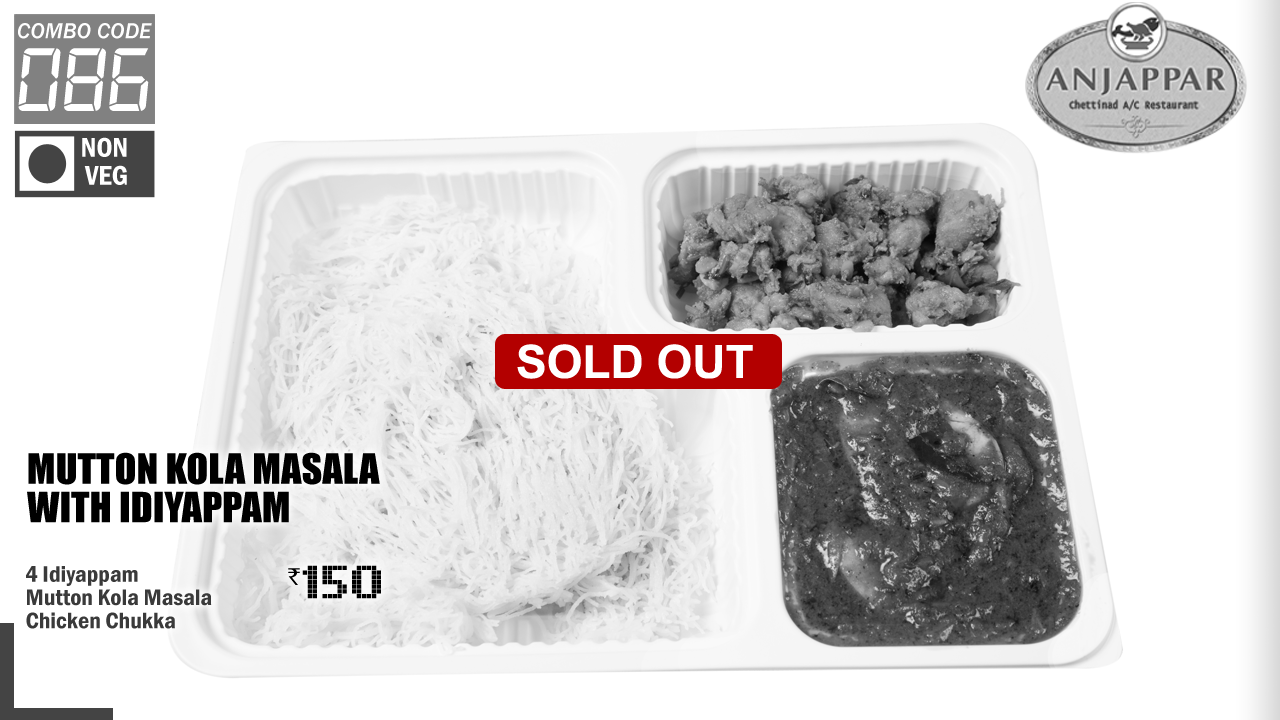 COMBO CODE
086
NON
VEG
ANJAPPAR
Chettinad A/C Restaurant
SOLD OUT
MUTTON KOLA MASALA
WITH IDIYAPPAM
4 Idiyappam
Mutton Kola Masala
Chicken Chukka
₹150